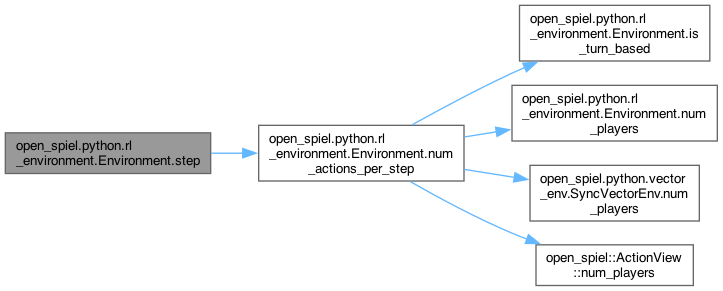 open_spiel.python.rl
_environment.Environment.step
open_spiel.python.rl
_environment.Environment.num
_actions_per_step
open_spiel.python.rl
_environment.Environment.is
_turn_based
open_spiel.python.rl
_environment.Environment.num
_players
open_spiel.python.vector
_env.SyncVectorEnv.num
_players
open_spiel::ActionView
::num_players